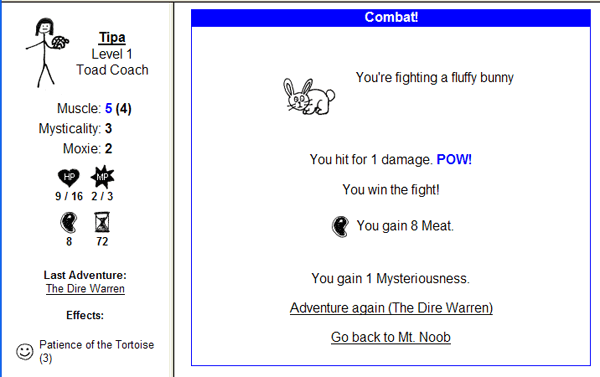 Tipa
Level 1
Toad Coach
Muscle: 5 (4)
Mysticality: 3
Moxie: 2
HP MP
9 / 16 2 / 3
8 72
Last Adventure:
The Dire Warren
Effects:
Patience of the Tortoise
(3)
Combat!
You're fighting a fluffy bunny
You hit for 1 damage. POW!
You win the fight!
You gain 8 Meat.
You gain 1 Mysteriousness.
Adventure again (The Dire Warren)
Go back to Mt. Noob